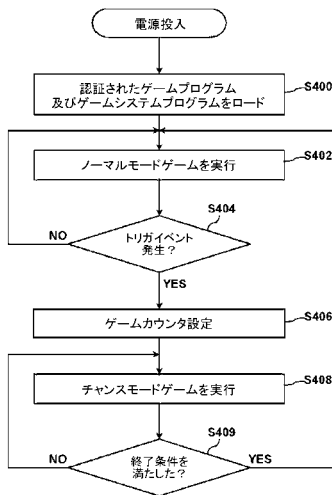 電源投入
認証されたゲームプログラム
及びゲームシステムプログラムをロード
S400
ノーマルモードゲームを実行
S402
S404
トリガイベント
発生?
NO
YES
ゲームカウンタ設定
S406
チャンスモードゲームを実行
S408
S409
終了条件を
満たした?
NO
YES